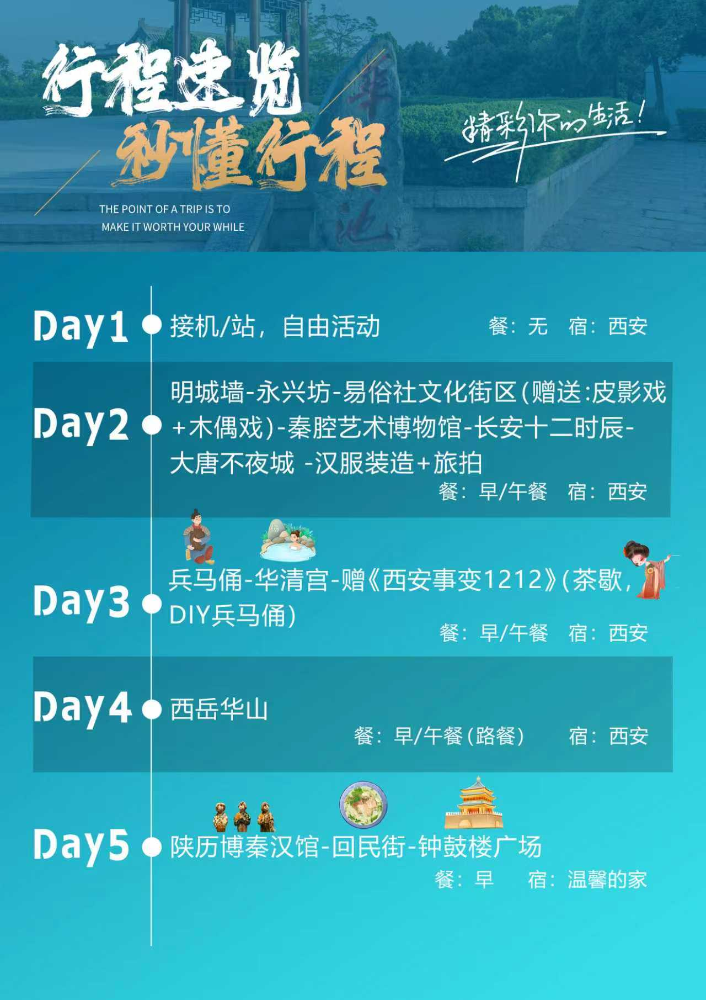 行程速览
秒懂行程
精彩你的生活!
THE POINT OF A TRIP IS TO
MAKE IT WORTH YOUR WHILE
Day1
接机/站，自由活动
餐：无 宿：西安
Day2
明城墙-永兴坊-易俗社文化街区(赠送:皮影戏
+木偶戏)-秦腔艺术博物馆-长安十二时辰-
大唐不夜城 -汉服装造+旅拍
餐：早/午餐 宿：西安
Day3
兵马俑-华清宫-赠《西安事变1212》(茶歇，
DIY兵马俑)
餐：早/午餐 宿：西安
Day4
西岳华山
餐：早/午餐(路餐) 宿：西安
Day5
陕历博秦汉馆-回民街-钟鼓楼广场
餐：早 宿：温馨的家